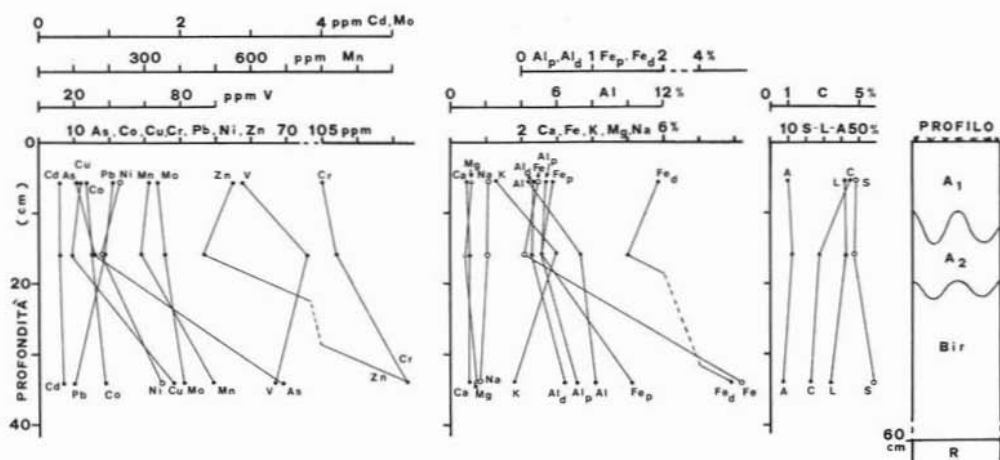 0 2 4 ppm Cd, Mo
300 600 ppm Mn
20 80 ppm V
10 As, Co, Cu, Cr, Pb, Ni, Zn 70 105 ppm
0
Cd As Cu Co Pb Ni Mn Mo Zn V Cr
20
Cd Pb Co Ni Cu Mo Mn V As Zn Cr
40
PROFONDITÀ (cm)
0 Alp, Ald 1 Fep, Fed 2 4 %
0 6 Al 12 %
0 2 Ca, Fe, K, Mg, Na 6%
Ca Mg Na K Ald Al Fe Alp Fep Fed
Ca Mg Na K Ald Alp Al Fep Fed Fe
0 1 C 5 %
10 S-L-A 50%
A L C S
A C L S
PROFILO
A1
A2
Bir
60 cm
R